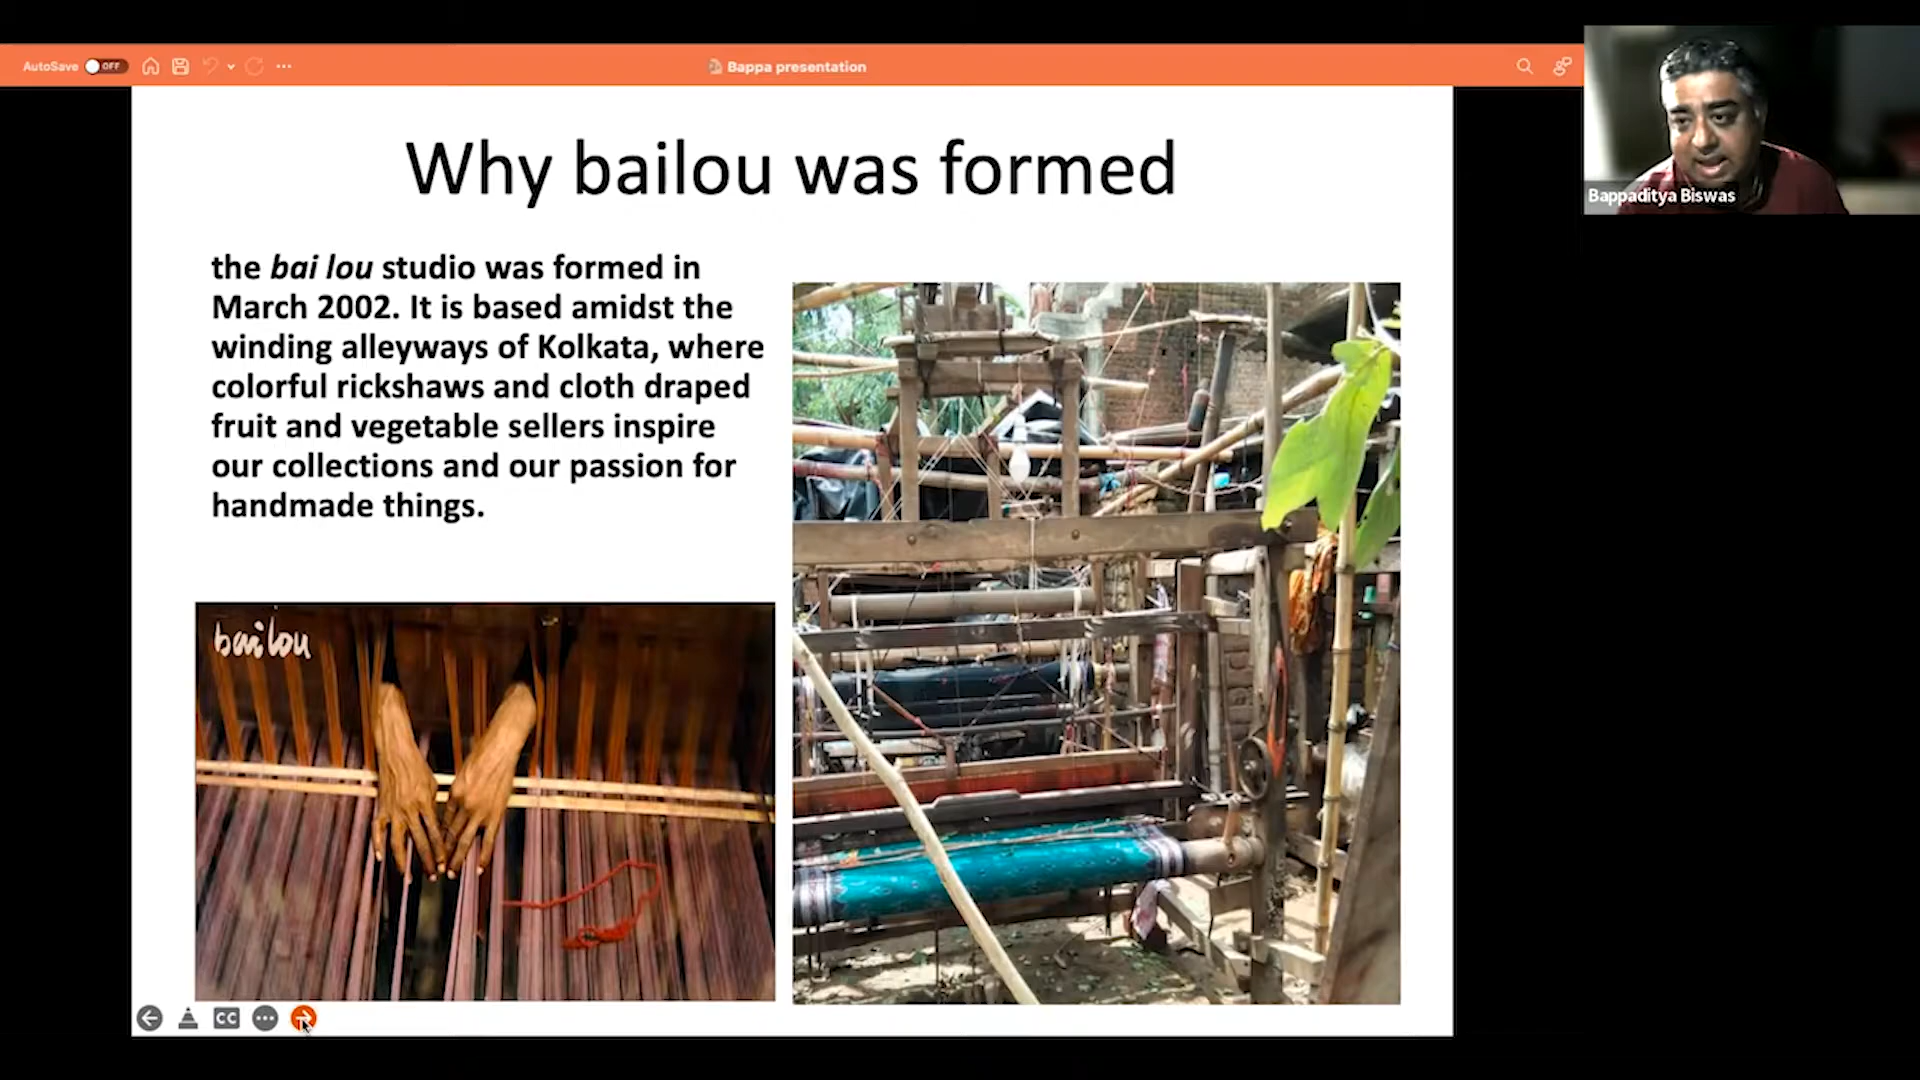 AutoSave OFF
Bappa presentation
Bappaditya Biswas
Why bailou was formed
the bai lou studio was formed in
March 2002. It is based amidst the
winding alleyways of Kolkata, where
colorful rickshaws and cloth draped
fruit and vegetable sellers inspire
our collections and our passion for
handmade things.
bailou
CC